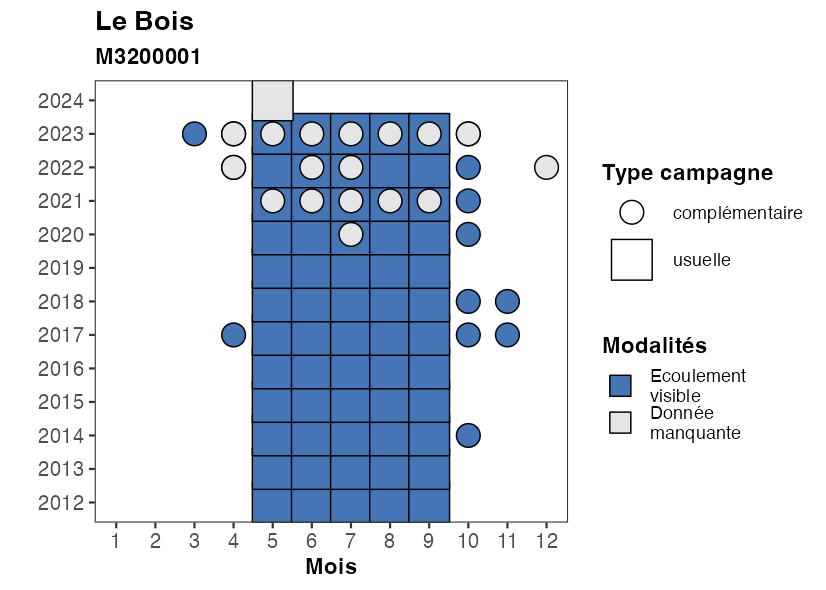 Le Bois
M3200001
2024
2023
2022
2021
2020
2019
2018
2017
2016
2015
2014
2013
2012
1 2 3 4 5 6 7 8 9 10 11 12
Mois
Type campagne
complémentaire
usuelle
Modalités
Ecoulement
visible
Donnée
manquante